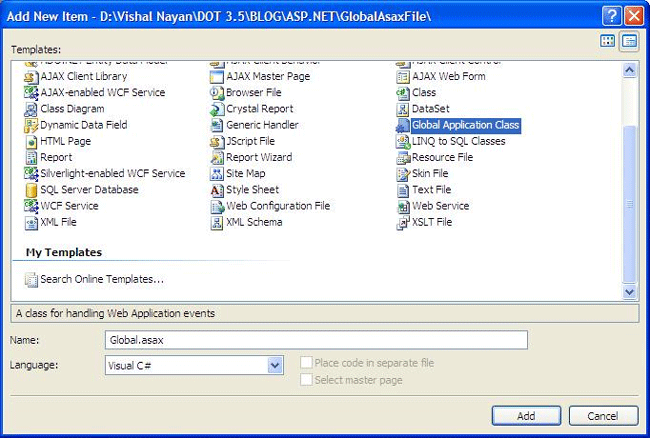 Add New Item - D:\Vishal Nayan\DOT 3.5\BLOG\ASP.NET\GlobalAsaxFile\
Templates:
AJAX Client Library AJAX Master Page AJAX Web Form
AJAX-enabled WCF Service Browser File Class
Class Diagram Crystal Report DataSet
Dynamic Data Field Generic Handler Global Application Class
HTML Page JScript File LINQ to SQL Classes
Report Report Wizard Resource File
Silverlight-enabled WCF Service Site Map Skin File
SQL Server Database Style Sheet Text File
WCF Service Web Configuration File Web Service
XML File XML Schema XSLT File
My Templates
Search Online Templates...
A class for handling Web Application events
Name: Global.asax
Language: Visual C# Place code in separate file
Select master page
Add Cancel